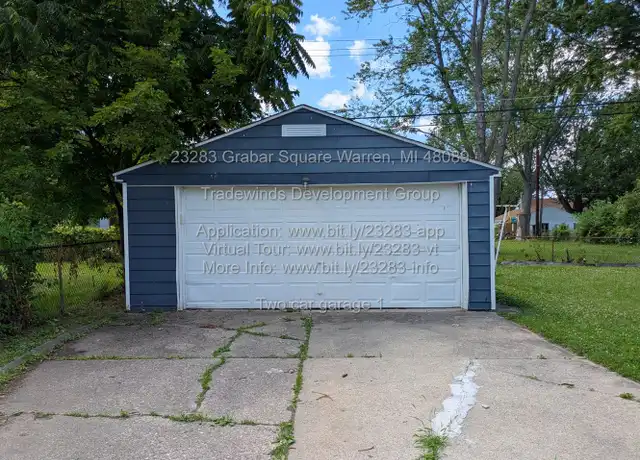 23283 Grabar Square Warren, MI 48089
Tradewinds Development Group
Application: www.bit.ly/23283-app
Virtual Tour: www.bit.ly/23283-vt
More Info: www.bit.ly/23283-info
Two car garage 1